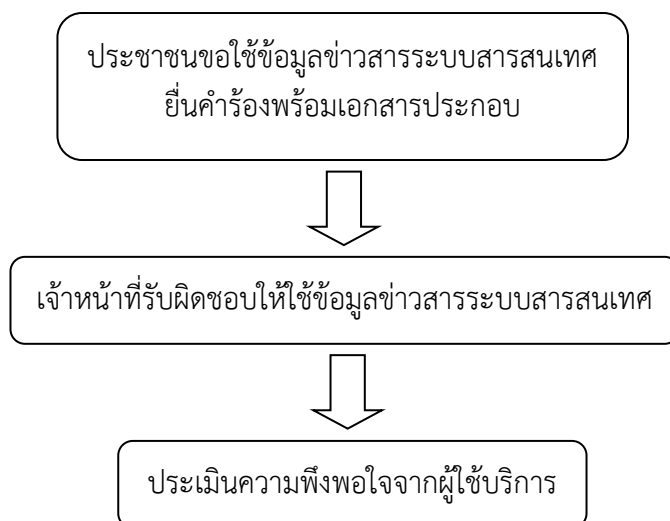 ประชาชนขอใช้ข้อมูลข่าวสารระบบสารสนเทศ
ยื่นคำร้องพร้อมเอกสารประกอบ
เจ้าหน้าที่รับผิดชอบให้ใช้ข้อมูลข่าวสารระบบสารสนเทศ
ประเมินความพึงพอใจจากผู้ใช้บริการ